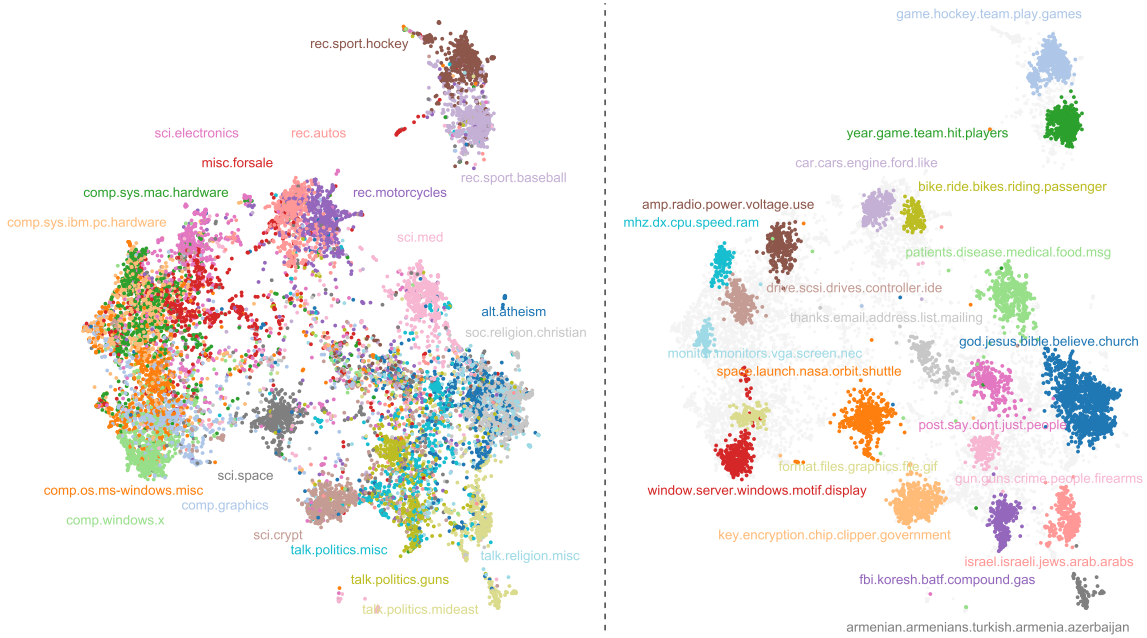 rec.sport.hockey
sci.electronics
rec.autos
misc.forsale
rec.sport.baseball
comp.sys.mac.hardware
rec.motorcycles
comp.sys.ibm.pc.hardware
sci.med
alt.atheism
soc.religion.christian
sci.space
comp.os.ms-windows.misc
comp.graphics
comp.windows.x
sci.crypt
talk.politics.misc
talk.religion.misc
talk.politics.guns
talk.politics.mideast
game.hockey.team.play.games
year.game.team.hit.players
car.cars.engine.ford.like
bike.ride.bikes.riding.passenger
amp.radio.power.voltage.use
mhz.dx.cpu.speed.ram
patients.disease.medical.food.msg
drive.scsi.drives.controller.ide
thanks.email.address.list.mailing
god.jesus.bible.believe.church
monitor.monitors.vga.screen.nec
space.launch.nasa.orbit.shuttle
post.say.dont.just.people
format.files.graphics.file.gif
gun.guns.crime.people.firearms
window.server.windows.motif.display
key.encryption.chip.clipper.government
israel.israeli.jews.arab.arabs
fbi.koresh.batf.compound.gas
armenian.armenians.turkish.armenia.azerbaijan